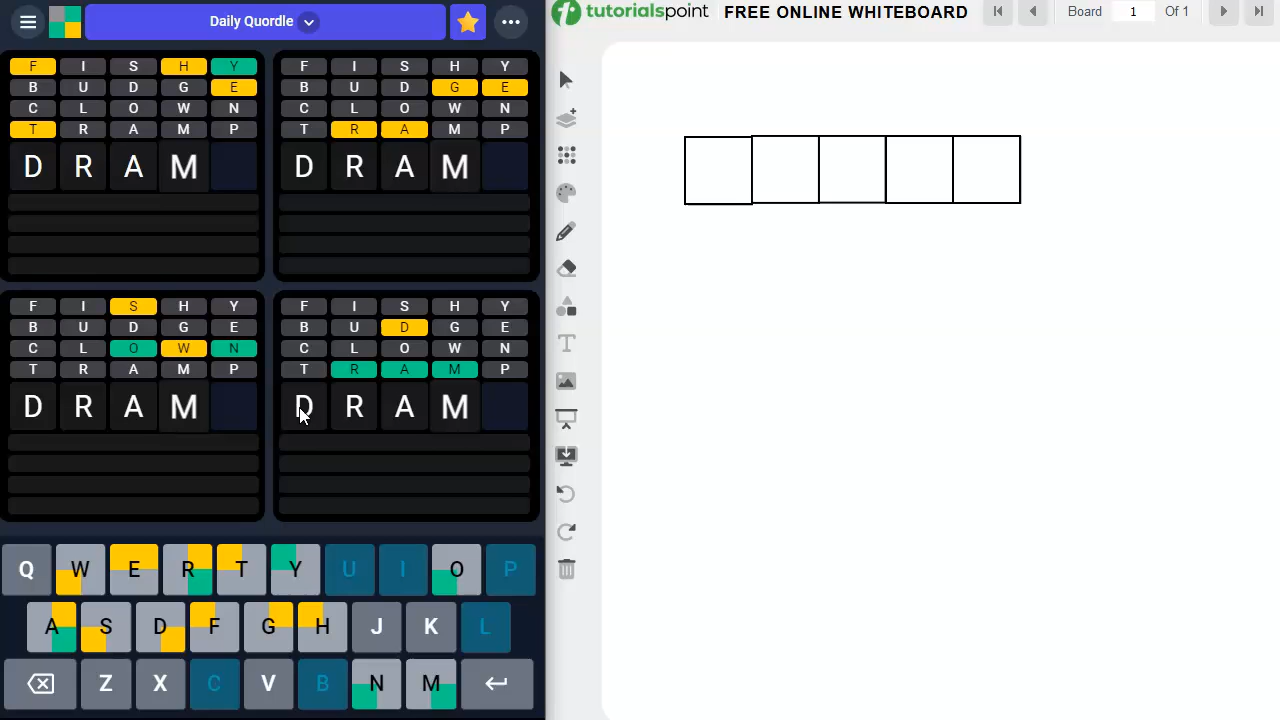 Daily Quordle
tutorialspoint FREE ONLINE WHITEBOARD Board 1 Of 1
F I S H Y
B U D G E
C L O W N
T R A M P
D R A M
F I S H Y
B U D G E
C L O W N
T R A M P
D R A M
F I S H Y
B U D G E
C L O W N
T R A M P
D R A M
F I S H Y
B U D G E
C L O W N
T R A M P
D R A M
Q W E R T Y U I O P
A S D F G H J K L
Z X C V B N M
T